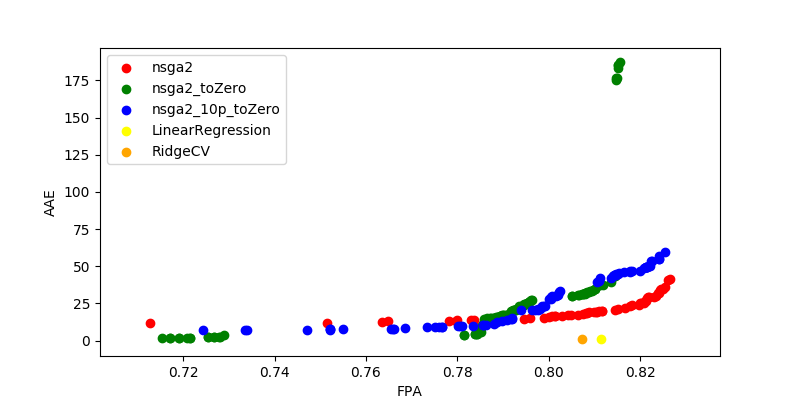 nsga2
nsga2_toZero
nsga2_10p_toZero
LinearRegression
RidgeCV
175
150
125
100
75
50
25
0
AAE
0.72
0.74
0.76
0.78
0.80
0.82
FPA